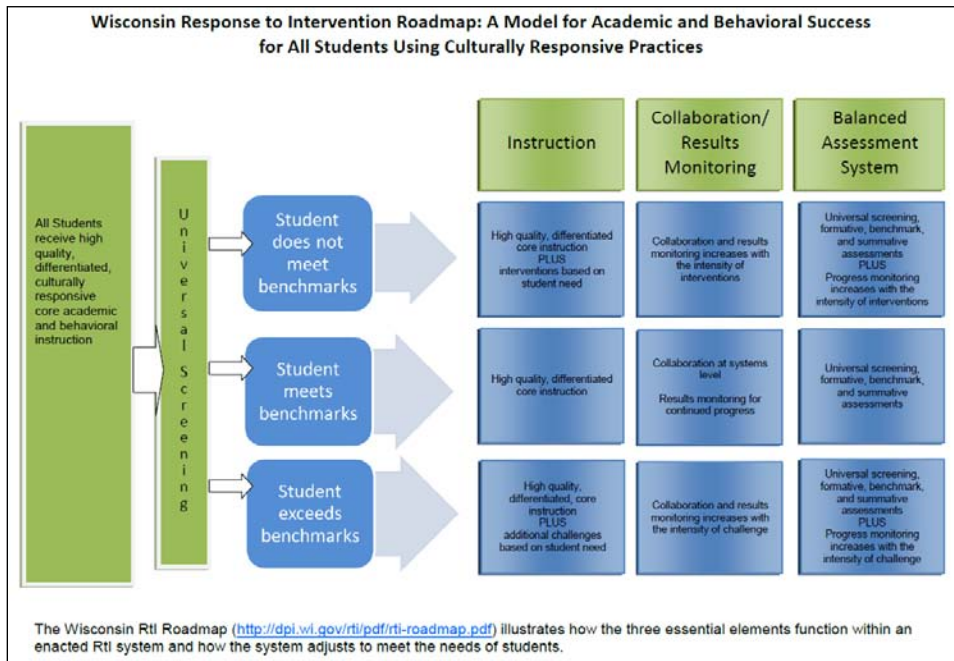 Wisconsin Response to Intervention Roadmap: A Model for Academic and Behavioral Success
for All Students Using Culturally Responsive Practices
All Students
receive high
quality,
differentiated,
culturally
responsive
core academic
and behavioral
instruction
Universal Screening
Student
does not
meet
benchmarks
Student
meets
benchmarks
Student
exceeds
benchmarks
Instruction
Collaboration/
Results
Monitoring
Balanced
Assessment
System
High quality, differentiated
core instruction
PLUS
interventions based on
student need
Collaboration and results
monitoring increases with
the intensity of
interventions
Universal screening,
formative, benchmark,
and summative
assessments
PLUS
Progress monitoring
increases with the
intensity of interventions
High quality, differentiated
core instruction
Collaboration at systems
level
Results monitoring for
continued progress
Universal screening,
formative, benchmark,
and summative
assessments
High quality,
differentiated, core
instruction
PLUS
additional challenges
based on student need
Collaboration and results
monitoring increases with
the intensity of challenge
Universal screening,
formative, benchmark,
and summative
assessments
PLUS
Progress monitoring
increases with the
intensity of challenge
The Wisconsin RtI Roadmap (http://dpi.wi.gov/rti/pdf/rti-roadmap.pdf) illustrates how the three essential elements function within an
enacted RtI system and how the system adjusts to meet the needs of students.